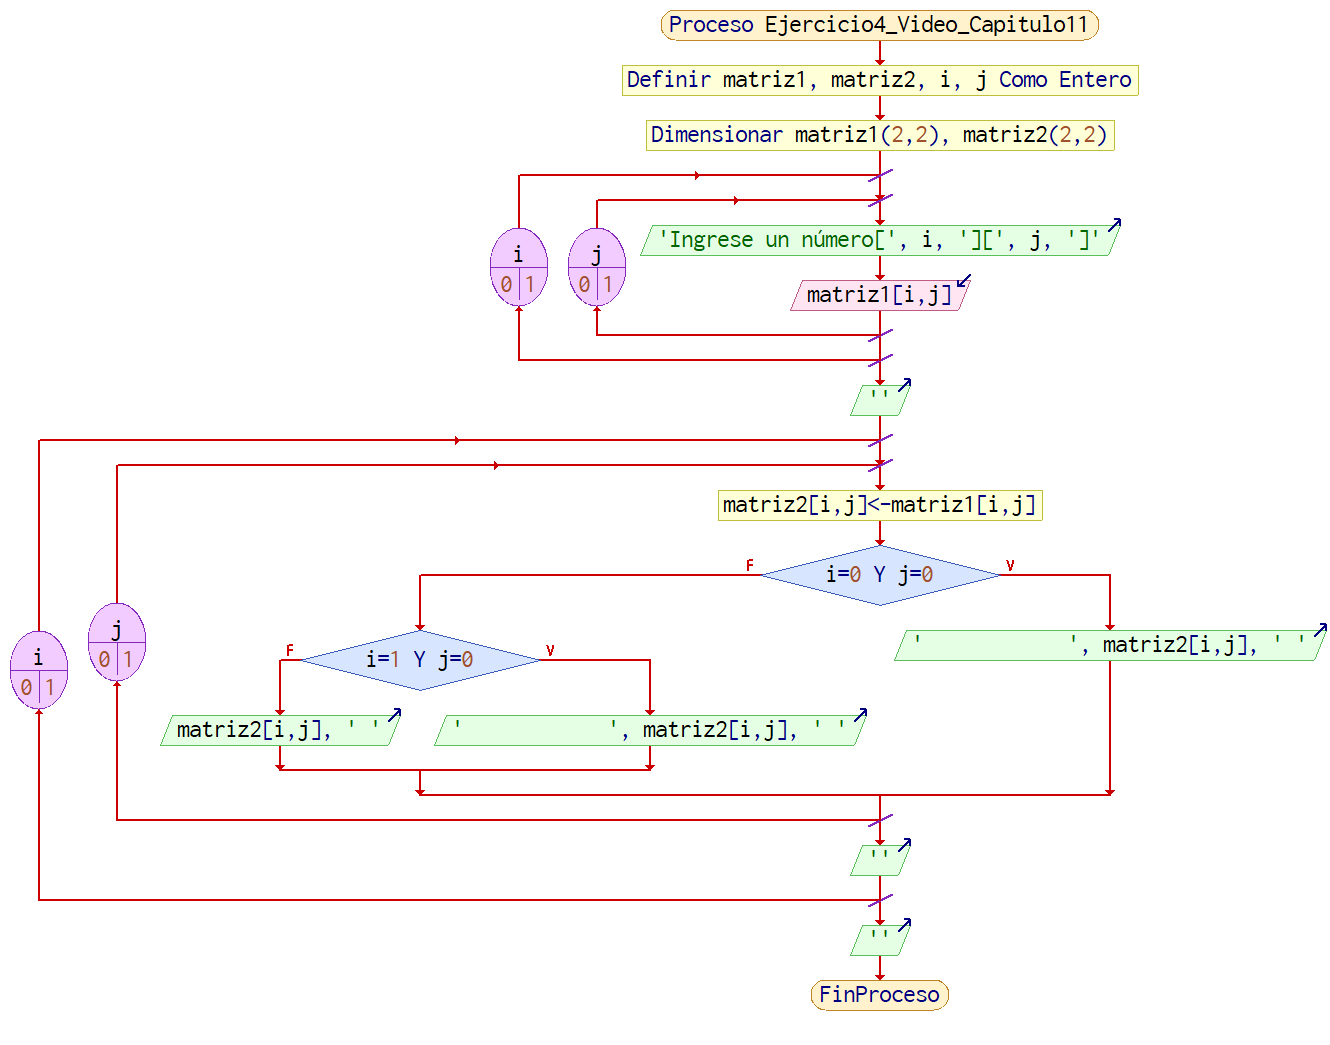 Proceso Ejercicio4_Video_Capitulo11
Definir matriz1, matriz2, i, j Como Entero
Dimensionar matriz1(2,2), matriz2(2,2)
'Ingrese un número[', i, '][', j, ']'
i
0 1
j
0 1
matriz1[i,j]
''
matriz2[i,j]<-matriz1[i,j]
F
i=0 Y j=0
V
j
0 1
i
0 1
'            ', matriz2[i,j], ' '
F
i=1 Y j=0
V
matriz2[i,j], ' '
'            ', matriz2[i,j], ' '
''
''
FinProceso